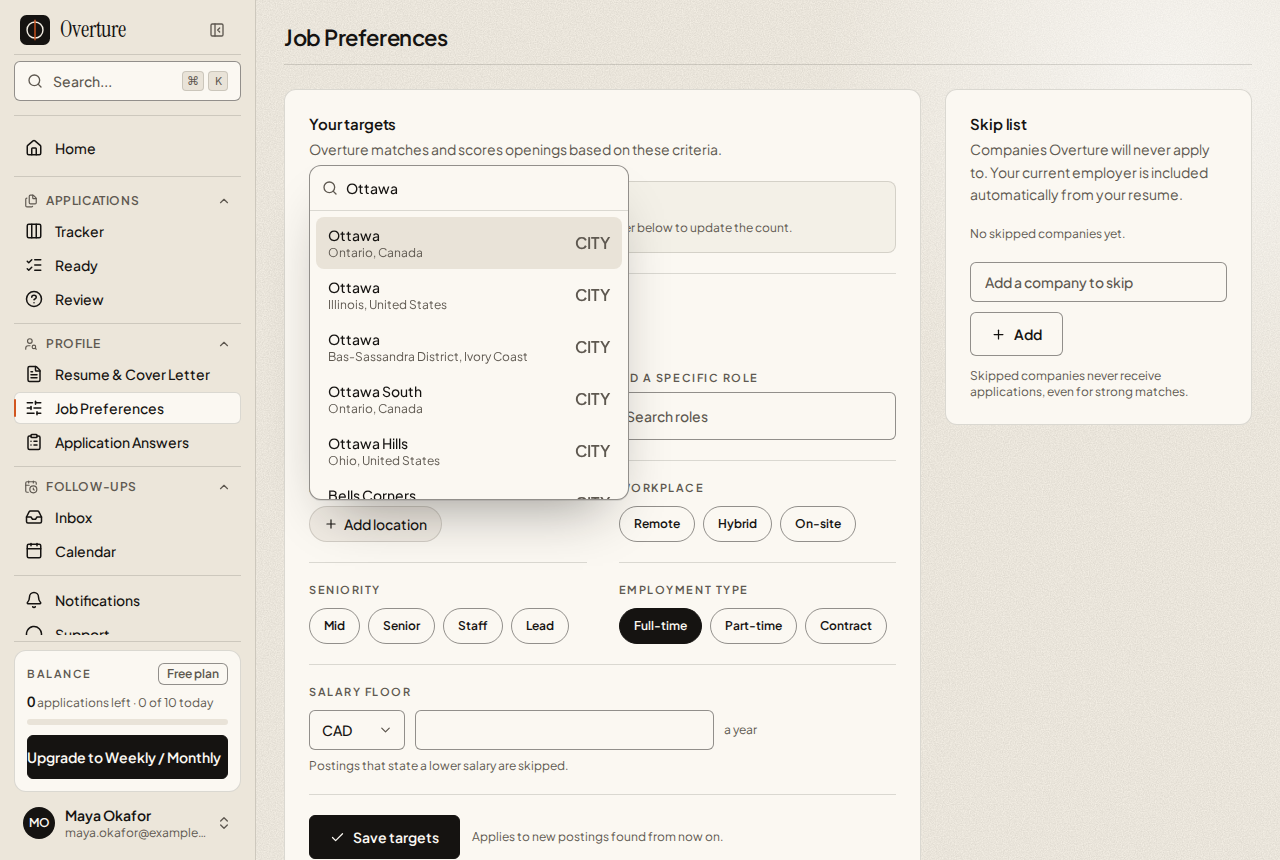 Overture
Search...
⌘ K
Home
APPLICATIONS
Tracker
Ready
Review
PROFILE
Resume & Cover Letter
Job Preferences
Application Answers
FOLLOW-UPS
Inbox
Calendar
Notifications
Support
BALANCE
Free plan
0 applications left · 0 of 10 today
Upgrade to Weekly / Monthly
MO
Maya Okafor
maya.okafor@example...
Job Preferences
Your targets
Overture matches and scores openings based on these criteria.
Ottawa
below to update the count.
Ottawa
Ontario, Canada
CITY
Ottawa
Illinois, United States
CITY
Ottawa
Bas-Sassandra District, Ivory Coast
CITY
Ottawa South
Ontario, Canada
CITY
Ottawa Hills
Ohio, United States
CITY
Bells Corners
CITY
A SPECIFIC ROLE
Search roles
WORKPLACE
Add location
Remote
Hybrid
On-site
SENIORITY
Mid
Senior
Staff
Lead
EMPLOYMENT TYPE
Full-time
Part-time
Contract
SALARY FLOOR
CAD
a year
Postings that state a lower salary are skipped.
Save targets
Applies to new postings found from now on.
Skip list
Companies Overture will never apply
to. Your current employer is included
automatically from your resume.
No skipped companies yet.
Add a company to skip
Add
Skipped companies never receive
applications, even for strong matches.